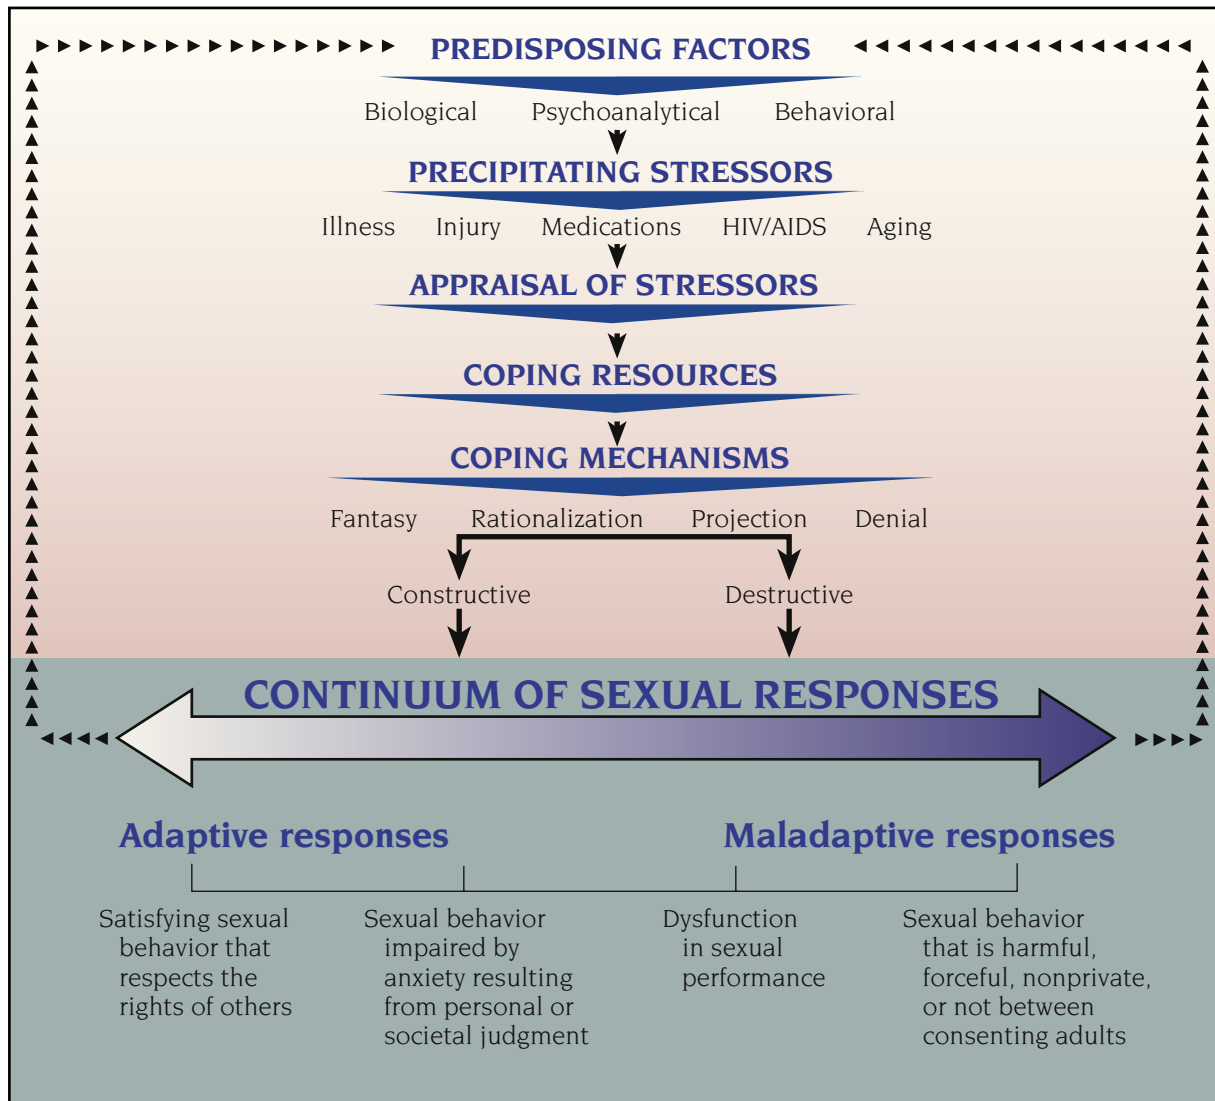 PREDISPOSING FACTORS
Biological Psychoanalytical Behavioral
PRECIPITATING STRESSORS
Illness Injury Medications HIV/AIDS Aging
APPRAISAL OF STRESSORS
COPING RESOURCES
COPING MECHANISMS
Fantasy Rationalization Projection Denial
Constructive Destructive
CONTINUUM OF SEXUAL RESPONSES
Adaptive responses Maladaptive responses
Satisfying sexual
behavior that
respects the
rights of others
Sexual behavior
impaired by
anxiety resulting
from personal or
societal judgment
Dysfunction
in sexual
performance
Sexual behavior
that is harmful,
forceful, nonprivate,
or not between
consenting adults